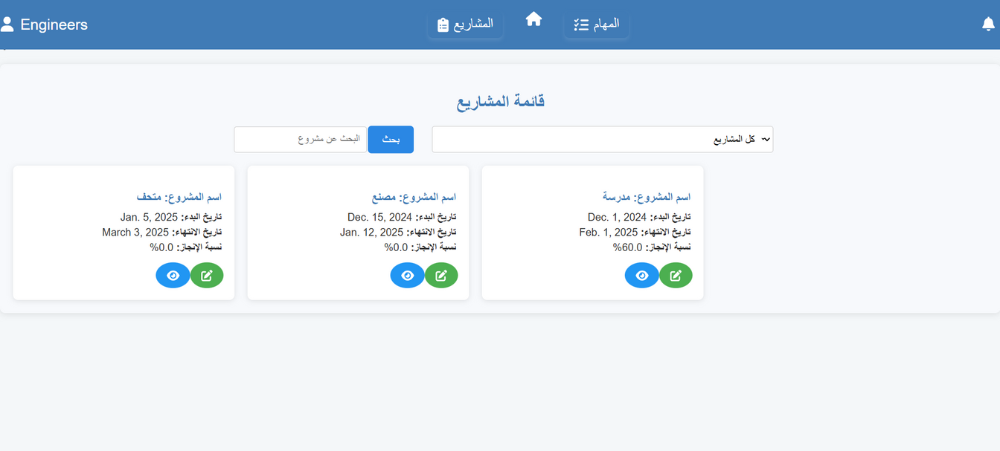 Engineers
المشاريع
المهام
قائمة المشاريع
كل المشاريع
بحث
البحث عن مشروع
اسم المشروع: مدرسة
تاريخ البدء: Dec. 1, 2024
تاريخ الانتهاء: Feb. 1, 2025
نسبة الإنجاز: 60.0%
اسم المشروع: مصنع
تاريخ البدء: Dec. 15, 2024
تاريخ الانتهاء: Jan. 12, 2025
نسبة الإنجاز: 0.0%
اسم المشروع: متحف
تاريخ البدء: Jan. 5, 2025
تاريخ الانتهاء: March 3, 2025
نسبة الإنجاز: 0.0%